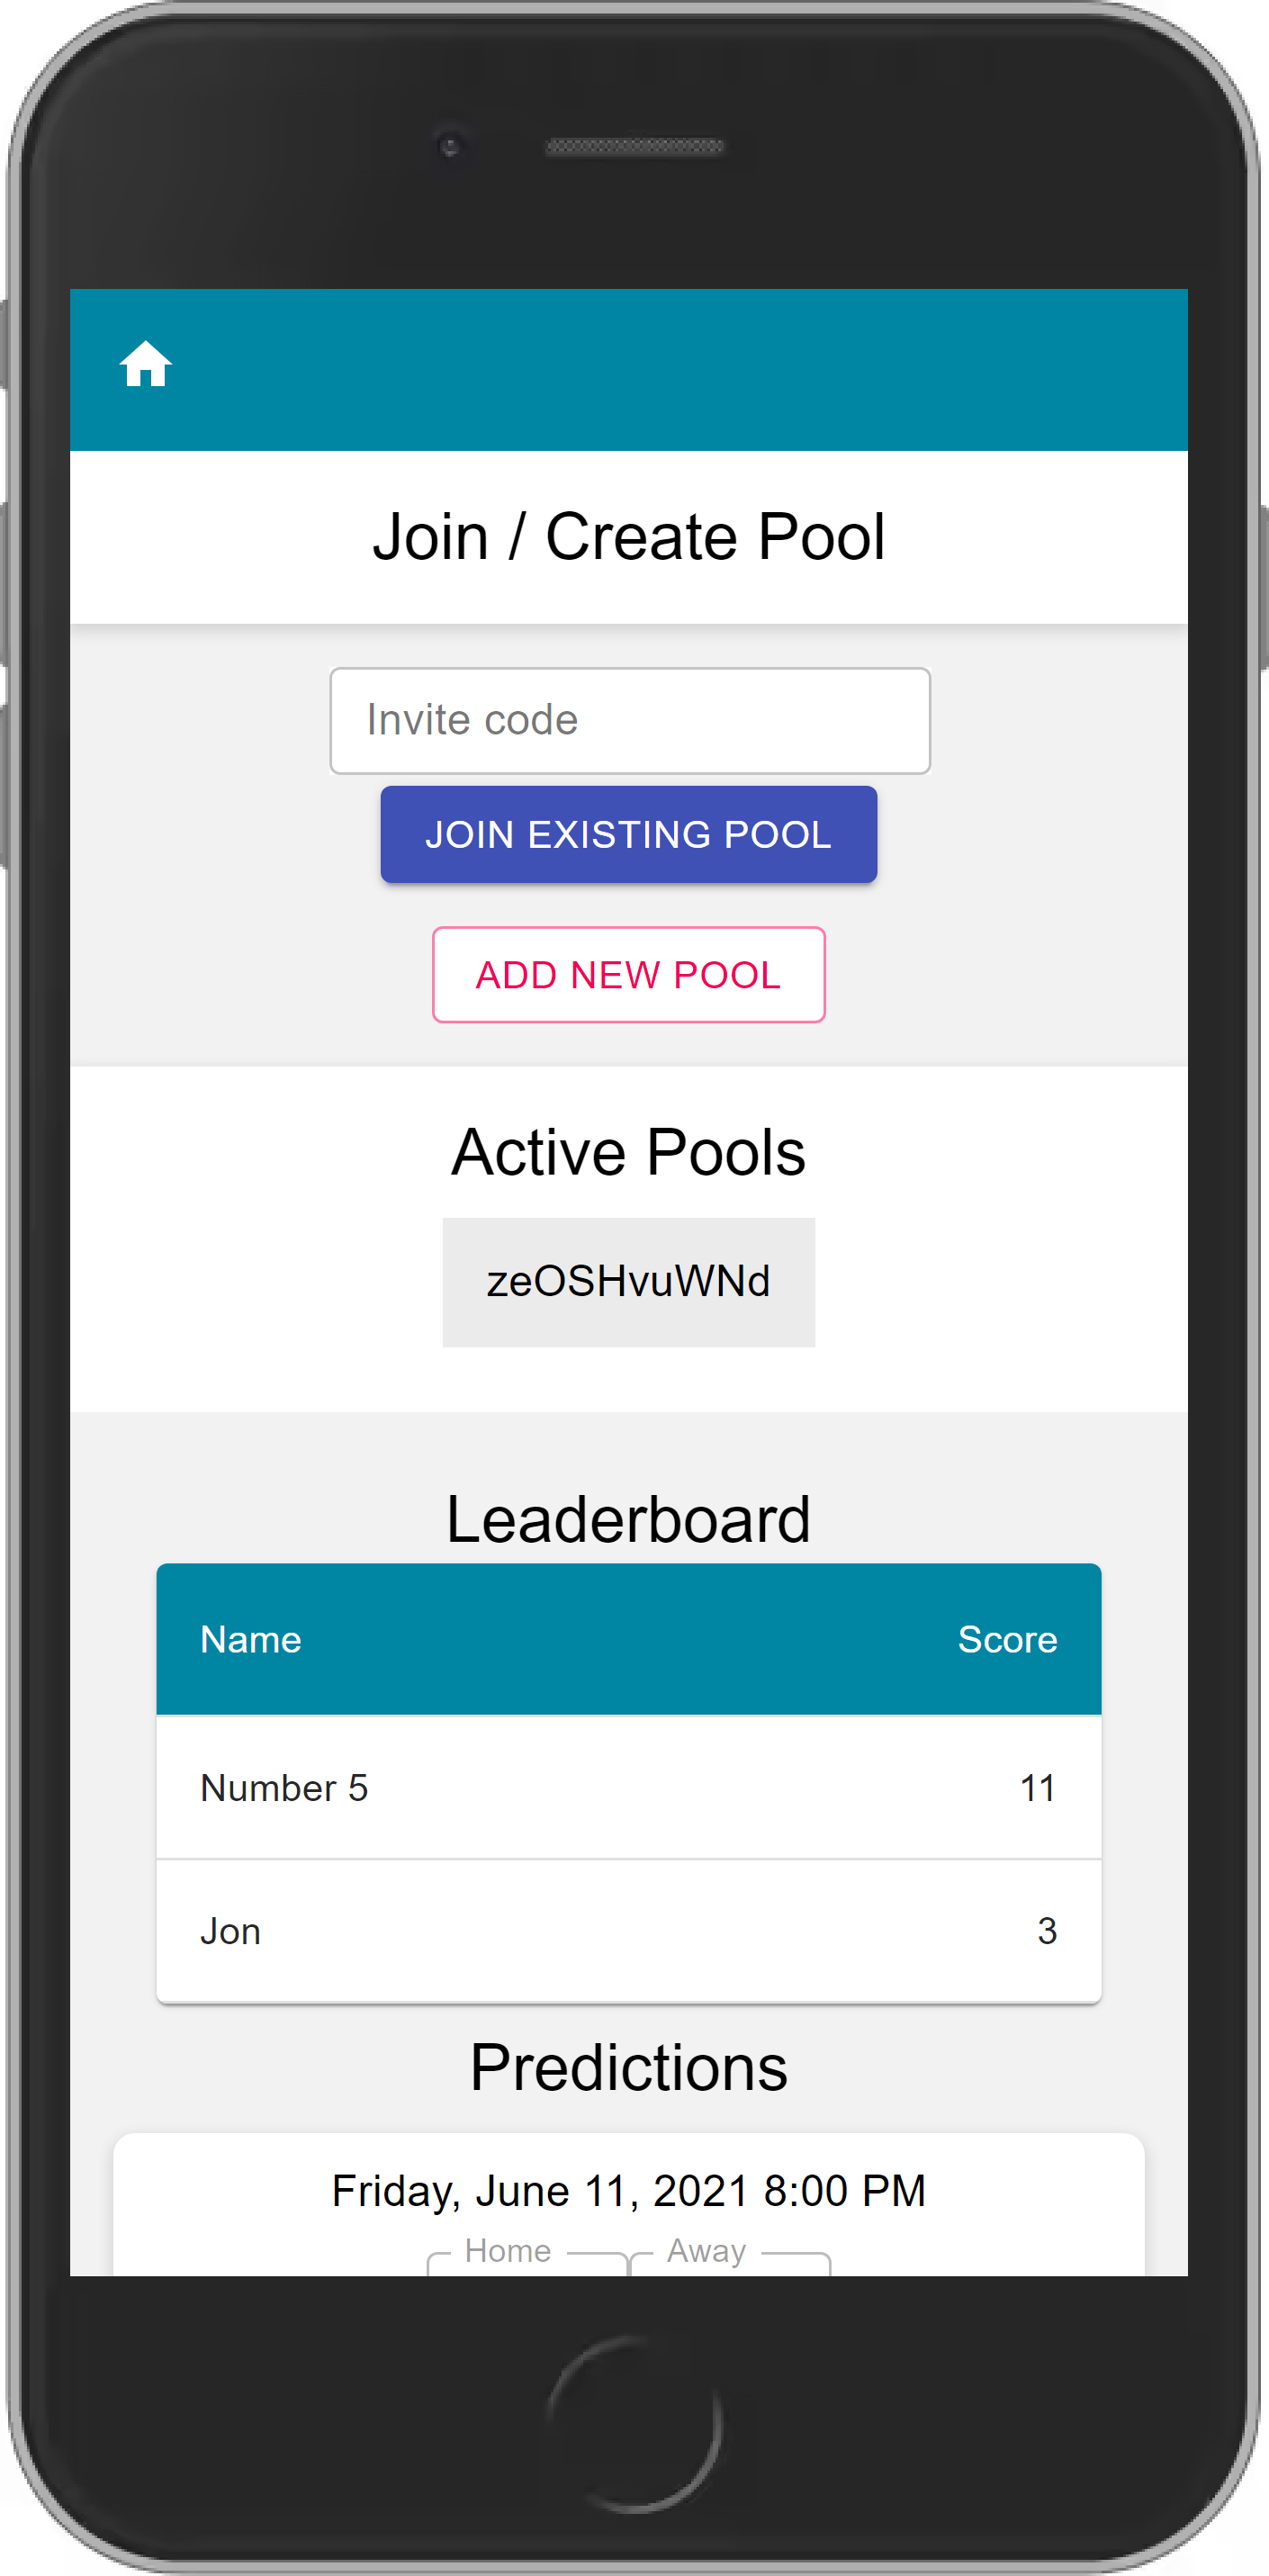 Join / Create Pool
Invite code
JOIN EXISTING POOL
ADD NEW POOL
Active Pools
zeOSHvuWNd
Leaderboard
Name Score
Number 5 11
Jon 3
Predictions
Friday, June 11, 2021 8:00 PM
Home Away